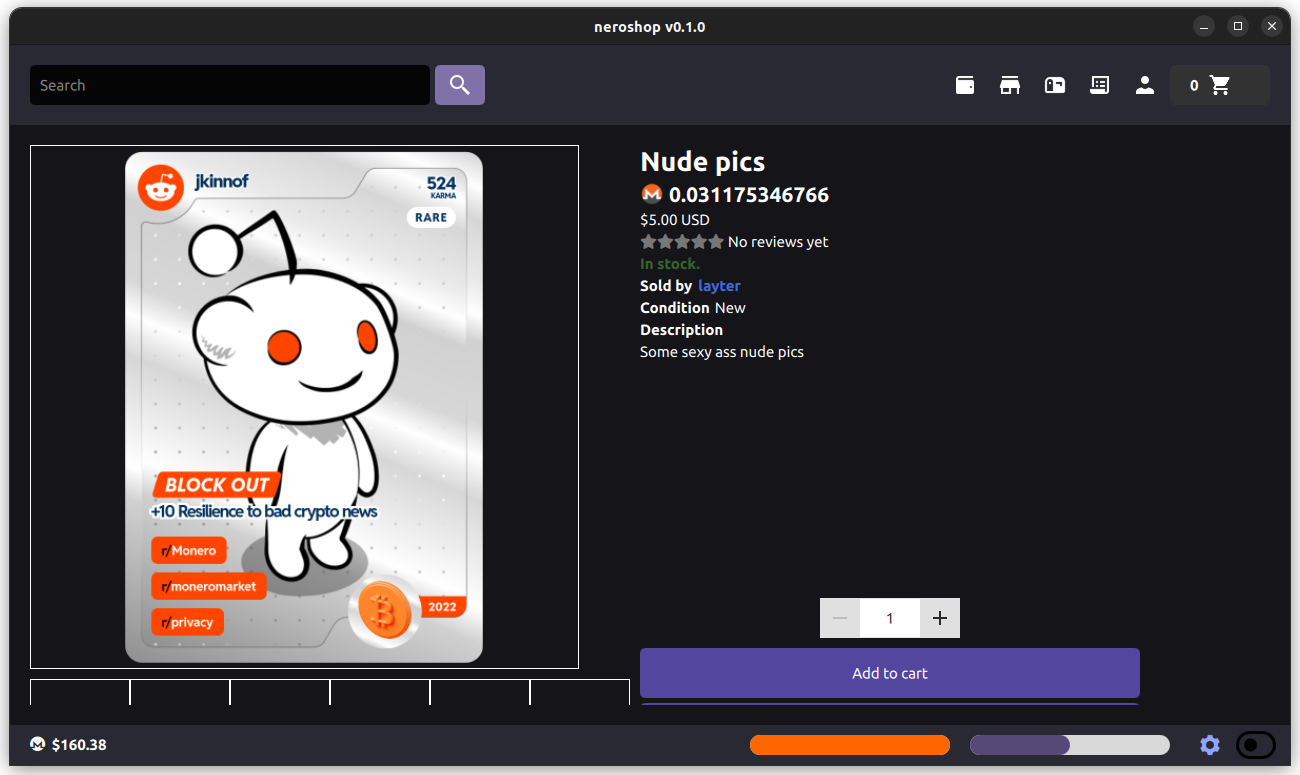 neroshop v0.1.0
Search
0
jkinnof
524
KARMA
RARE
BLOCK OUT
+10 Resilience to bad crypto news
r/Monero
r/moneromarket
r/privacy
2022
Nude pics
0.031175346766
$5.00 USD
No reviews yet
In stock.
Sold by layter
Condition New
Description
Some sexy ass nude pics
1
Add to cart
$160.38